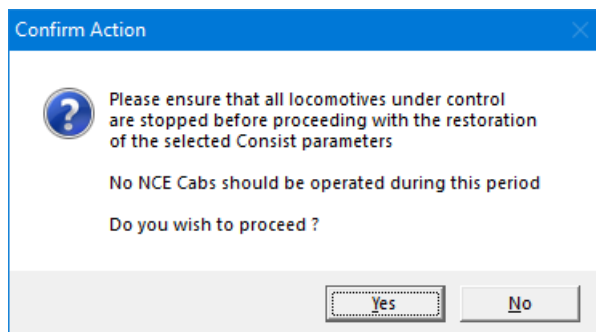 Confirm Action
Please ensure that all locomotives under control
are stopped before proceeding with the restoration
of the selected Consist parameters
No NCE Cabs should be operated during this period
Do you wish to proceed ?
Yes
No